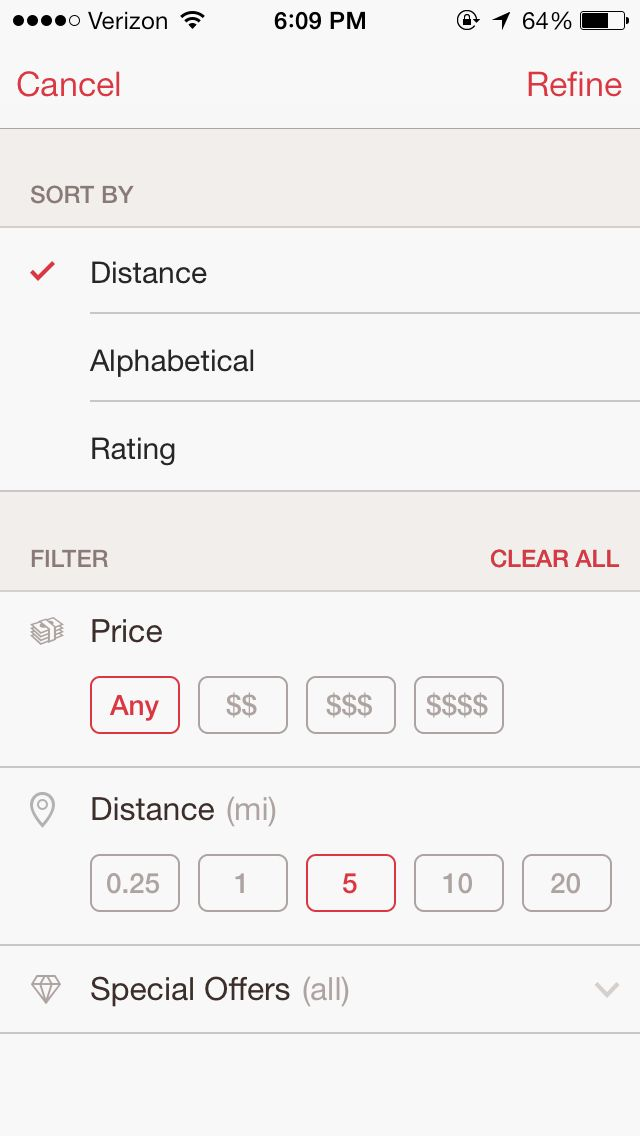 Verizon 6:09 PM 64%
Cancel Refine
SORT BY
Distance
Alphabetical
Rating
FILTER CLEAR ALL
Price
Any $$ $$$ $$$$
Distance (mi)
0.25 1 5 10 20
Special Offers (all)